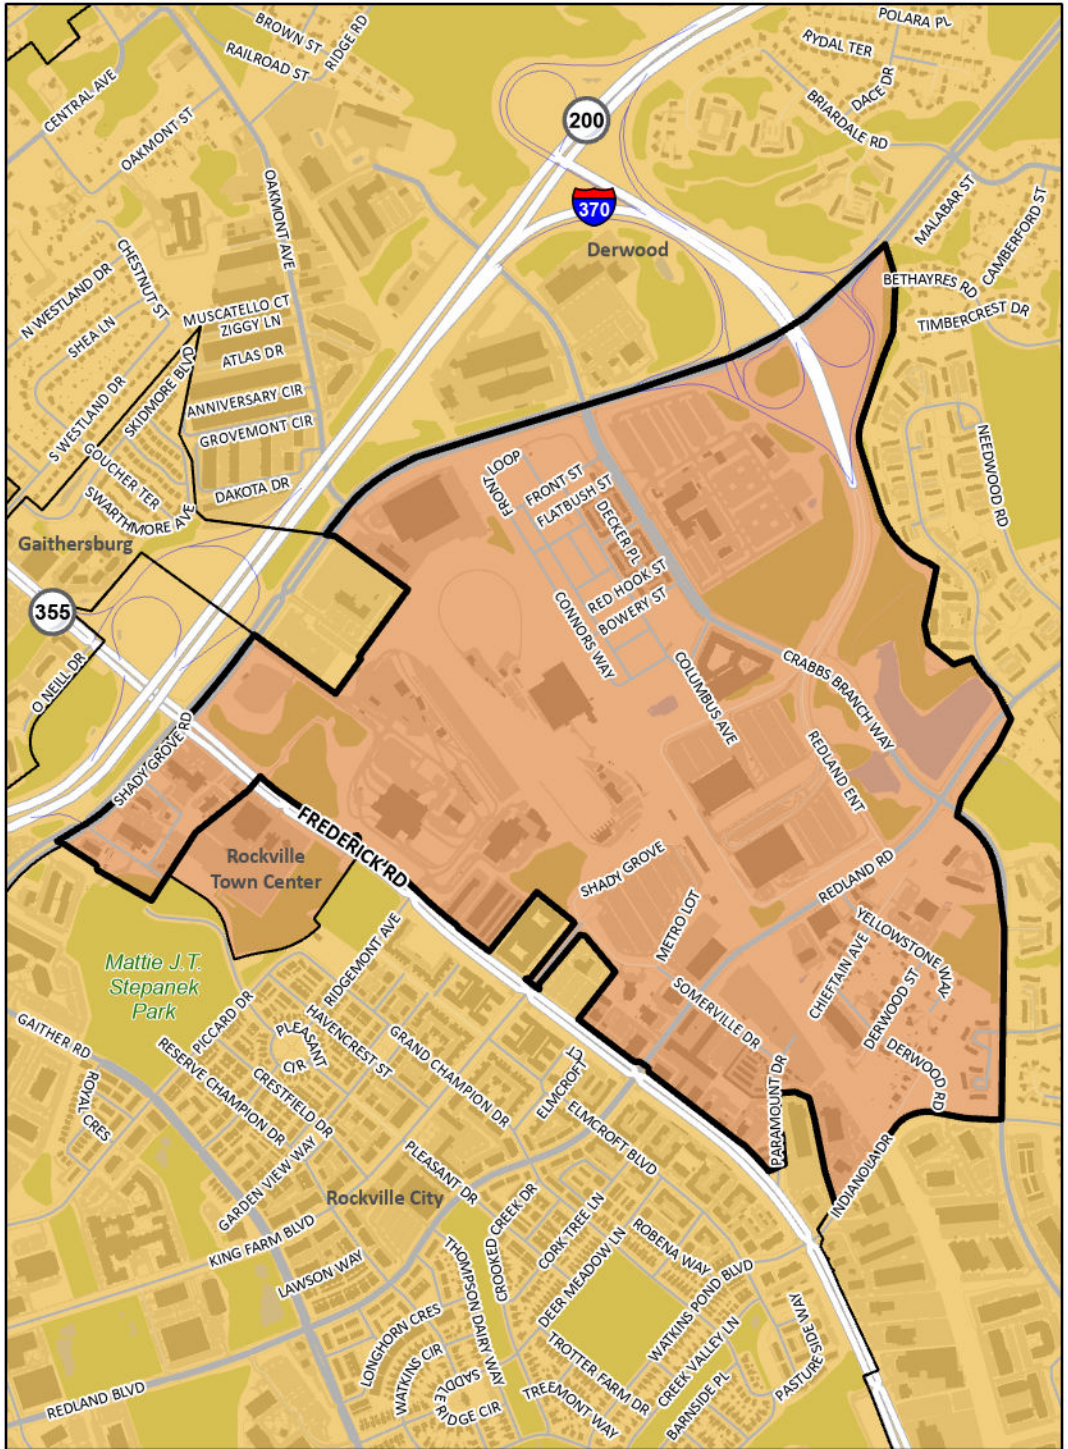 POLARA PL
BROWN ST
RIDGE RD
RYDAL TER
RAILROAD ST
DACE DR
CENTRAL AVE
200
BRIARDALE RD
OAKMONT ST
OAKMONT AVE
370
MALABAR ST
CAMBERFORD ST
Derwood
CHESTNUT ST
N WESTLAND DR
BETHAYRES RD
MUSCATELLO CT
ZIGGY LN
TIMBERCREST DR
SHEA LN
ATLAS DR
SKIDMORE BLVD
S WESTLAND DR
ANNIVERSARY CIR
GROVEMONT CIR
GOUCHER TER
NEEDWOOD RD
FRONT LOOP
FRONT ST
FLATBUSH ST
DAKOTA DR
SWARTHMORE AVE
DECKER PL
Gaithersburg
RED HOOK ST
BOWERY ST
355
CONNORS WAY
O NEILL DR
COLUMBUS AVE
CRABBS BRANCH WAY
SHADY GROVE RD
REDLAND ENT
FREDERICK RD
Rockville
Town Center
SHADY GROVE
METRO LOT
REDLAND RD
YELLOWSTONE WAY
CHIEFTAIN AVE
RIDGEMONT AVE
Mattie J.T.
Stepanek
Park
DERWOOD ST
SOMERVILLE DR
PICCARD DR
PLEASANT
CIR
HAVENCREST ST
GAITHER RD
GRAND CHAMPION DR
ELMCROFT
CT
DERWOOD RD
RESERVE CHAMPION DR
ROYAL CRES
CRESTFIELD DR
PARAMOUNT DR
ELMCROFT BLVD
GARDEN VIEW WAY
PLEASANT DR
INDIANOLA DR
Rockville City
CROOKED CREEK DR
CORK TREE LN
KING FARM BLVD
ROBENA WAY
LAWSON WAY
THOMPSON DAIRY WAY
DEER MEADOW LN
WATKINS POND BLVD
LONGHORN CRES
WATKINS CIR
SADDLE
RIDGE CIR
TROTTER FARM DR
CREEK VALLEY LN
PASTURE SIDE WAY
REDLAND BLVD
TREEMONT WAY
BARNSIDE PL